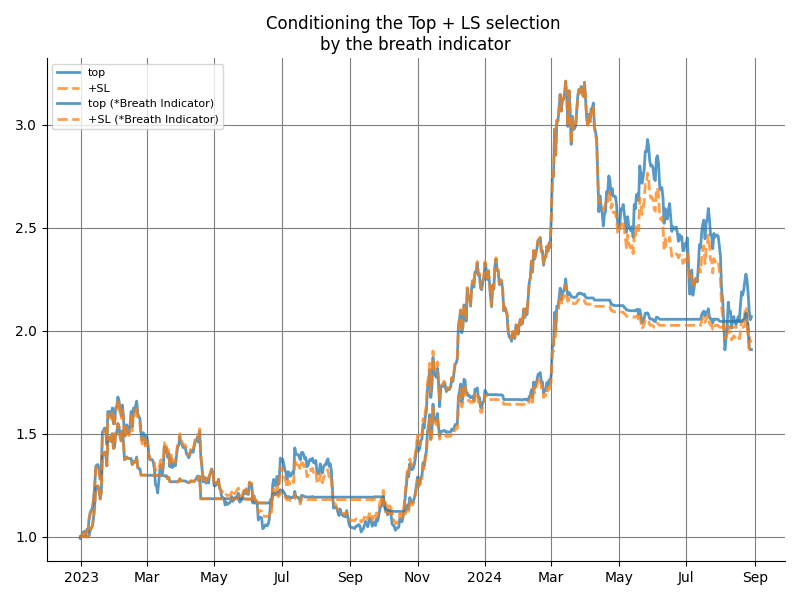 Conditioning the Top + LS selection
by the breath indicator
top
+SL
top (*Breath Indicator)
+SL (*Breath Indicator)
3.0
2.5
2.0
1.5
1.0
2023 Mar May Jul Sep Nov 2024 Mar May Jul Sep